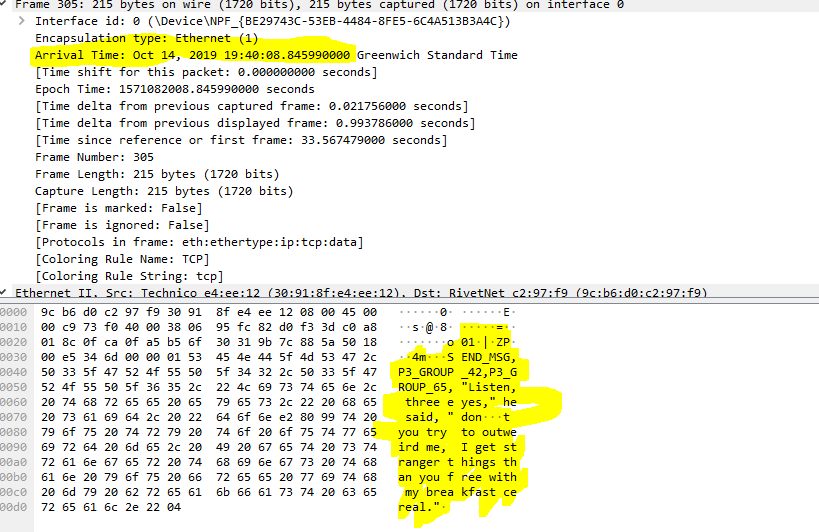 Frame 305: 215 bytes on wire (1720 bits), 215 bytes captured (1720 bits) on interface 0
Interface id: 0 (\Device\NPF_{BE29743C-53EB-4484-8FE5-6C4A513B3A4C})
Encapsulation type: Ethernet (1)
Arrival Time: Oct 14, 2019 19:40:08.845990000 Greenwich Standard Time
[Time shift for this packet: 0.000000000 seconds]
Epoch Time: 1571082008.845990000 seconds
[Time delta from previous captured frame: 0.021756000 seconds]
[Time delta from previous displayed frame: 0.993786000 seconds]
[Time since reference or first frame: 33.567479000 seconds]
Frame Number: 305
Frame Length: 215 bytes (1720 bits)
Capture Length: 215 bytes (1720 bits)
[Frame is marked: False]
[Frame is ignored: False]
[Protocols in frame: eth:ethertype:ip:tcp:data]
[Coloring Rule Name: TCP]
[Coloring Rule String: tcp]
Ethernet II, Src: Technico_e4:ee:12 (30:91:8f:e4:ee:12), Dst: RivetNet_c2:97:f9 (9c:b6:d0:c2:97:f9)
0000 9c b6 d0 c2 97 f9 30 91 8f e4 ee 12 08 00 45 00 ······0· ······E·
0010 00 c9 73 f0 40 00 38 06 95 fc 82 d0 f3 3d c0 a8 ··s·@·8· ·····=··
0020 01 8c 0f ca 0f a5 b6 6f 30 31 9b 7c 88 5a 50 18 ·······o 01·|·ZP·
0030 00 e5 34 6d 00 00 01 53 45 4e 44 5f 4d 53 47 2c ··4m···S END_MSG,
0040 50 33 5f 47 52 4f 55 50 5f 34 32 2c 50 33 5f 47 P3_GROUP _42,P3_G
0050 52 4f 55 50 5f 36 35 2c 22 4c 69 73 74 65 6e 2c ROUP_65, "Listen,
0060 20 74 68 72 65 65 20 65 79 65 73 2c 22 20 68 65 three e yes," he
0070 20 73 61 69 64 2c 20 22 64 6f 6e e2 80 99 74 20 said, " don···t
0080 79 6f 75 20 74 72 79 20 74 6f 20 6f 75 74 77 65 you try to outwe
0090 69 72 64 20 6d 65 2c 20 49 20 67 65 74 20 73 74 ird me, I get st
00a0 72 61 6e 67 65 72 20 74 68 69 6e 67 73 20 74 68 ranger t hings th
00b0 61 6e 20 79 6f 75 20 66 72 65 65 20 77 69 74 68 an you f ree with
00c0 20 6d 79 20 62 72 65 61 6b 66 61 73 74 20 63 65 my brea kfast ce
00d0 72 65 61 6c 2e 22 04 real."·